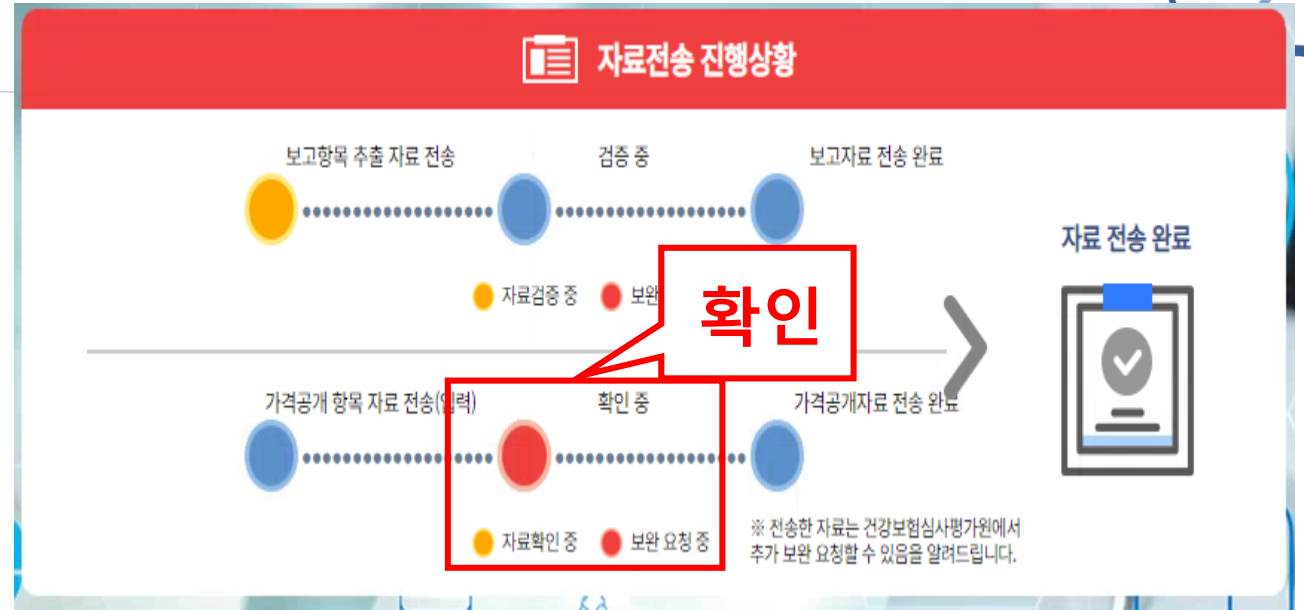 자료전송 진행상황
보고항목 추출 자료 전송
검증 중
보고자료 전송 완료
자료검증 중
보완
확인
자료 전송 완료
가격공개 항목 자료 전송(입력)
확인 중
가격공개자료 전송 완료
자료확인 중
보완 요청 중
※ 전송한 자료는 건강보험심사평가원에서
추가 보완 요청할 수 있음을 알려드립니다.